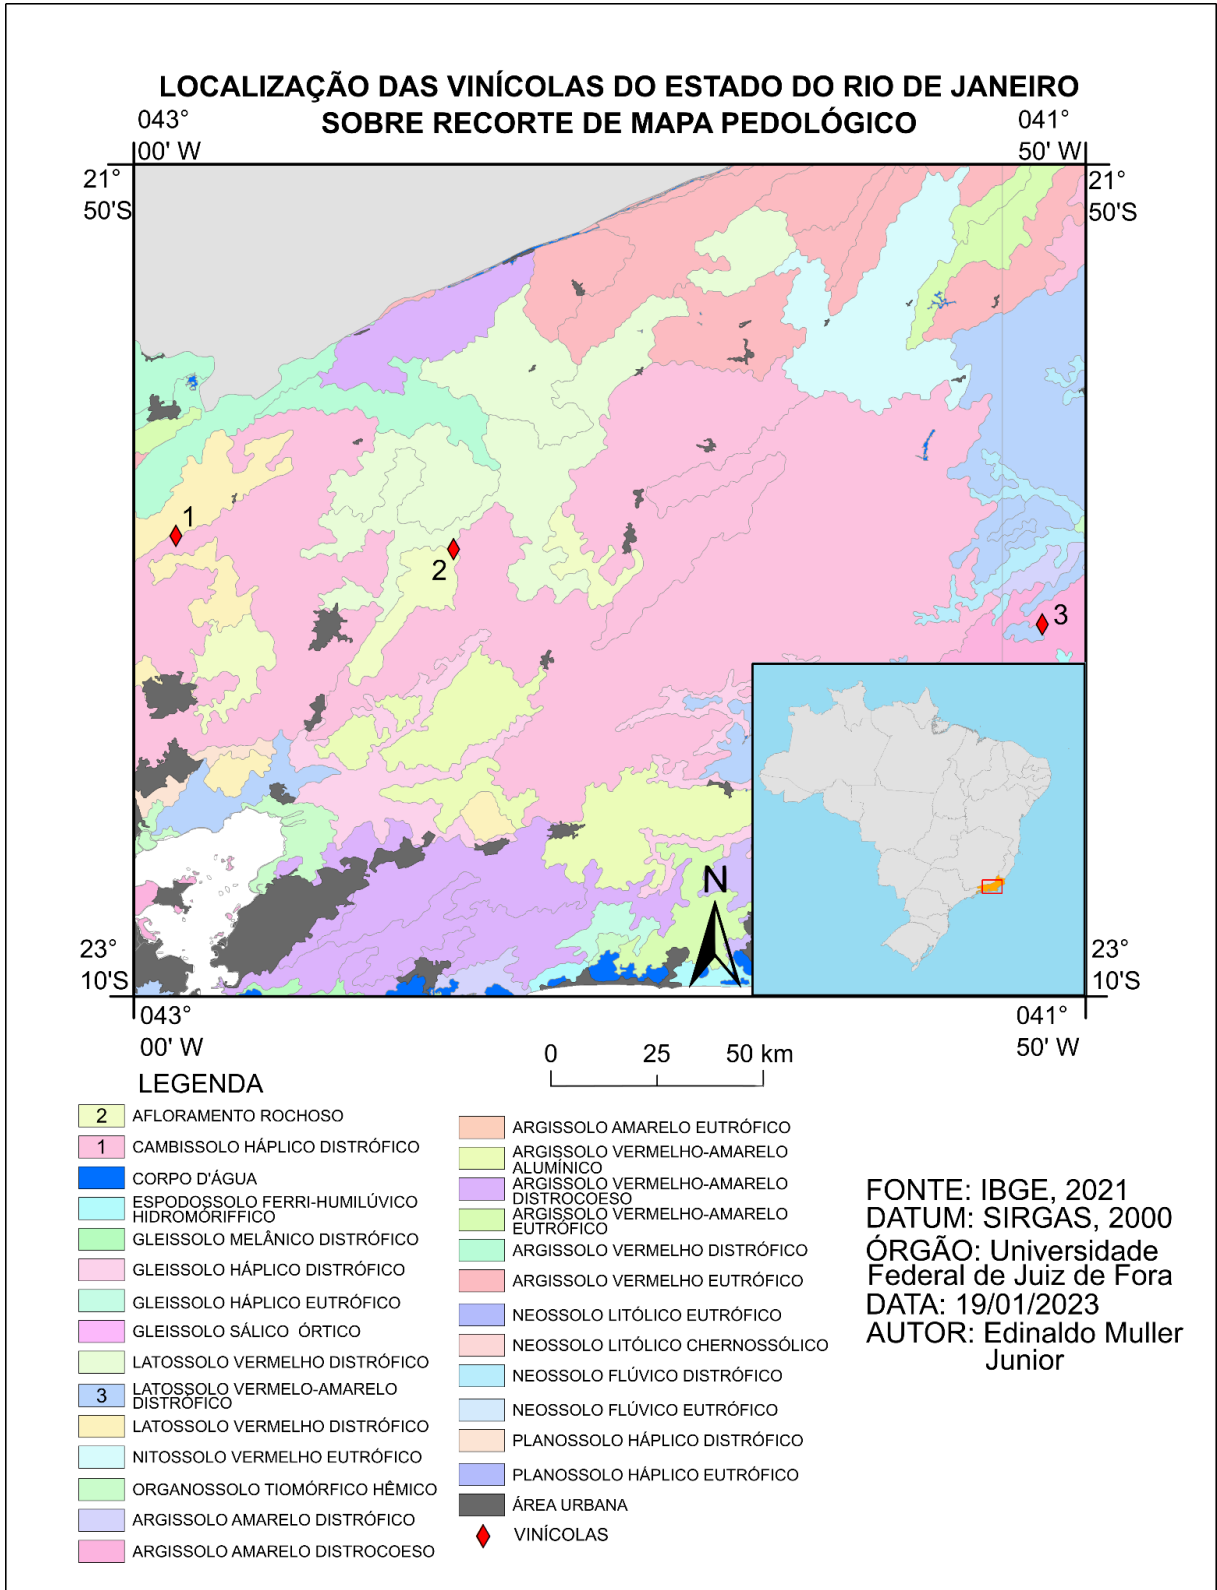 LOCALIZAÇÃO DAS VINÍCOLAS DO ESTADO DO RIO DE JANEIRO
SOBRE RECORTE DE MAPA PEDOLÓGICO
043°
00' W
041°
50' W
21°
50'S
21°
50'S
1
2
3
N
23°
10'S
23°
10'S
043°
00' W
041°
50' W
0 25 50 km
LEGENDA
2 AFLORAMENTO ROCHOSO
1 CAMBISSOLO HÁPLICO DISTRÓFICO
CORPO D'ÁGUA
ESPODOSSOLO FERRI-HUMILÚVICO
HIDROMÓRIFFICO
GLEISSOLO MELÂNICO DISTRÓFICO
GLEISSOLO HÁPLICO DISTRÓFICO
GLEISSOLO HÁPLICO EUTRÓFICO
GLEISSOLO SÁLICO ÓRTICO
LATOSSOLO VERMELHO DISTRÓFICO
3 LATOSSOLO VERMELO-AMARELO
DISTRÓFICO
LATOSSOLO VERMELHO DISTRÓFICO
NITOSSOLO VERMELHO EUTRÓFICO
ORGANOSSOLO TIOMÓRFICO HÊMICO
ARGISSOLO AMARELO DISTRÓFICO
ARGISSOLO AMARELO DISTROCOESO
ARGISSOLO AMARELO EUTRÓFICO
ARGISSOLO VERMELHO-AMARELO
ALUMÍNICO
ARGISSOLO VERMELHO-AMARELO
DISTROCOESO
ARGISSOLO VERMELHO-AMARELO
EUTRÓFICO
ARGISSOLO VERMELHO DISTRÓFICO
ARGISSOLO VERMELHO EUTRÓFICO
NEOSSOLO LITÓLICO EUTRÓFICO
NEOSSOLO LITÓLICO CHERNOSSÓLICO
NEOSSOLO FLÚVICO DISTRÓFICO
NEOSSOLO FLÚVICO EUTRÓFICO
PLANOSSOLO HÁPLICO DISTRÓFICO
PLANOSSOLO HÁPLICO EUTRÓFICO
ÁREA URBANA
VINÍCOLAS
FONTE: IBGE, 2021
DATUM: SIRGAS, 2000
ÓRGÃO: Universidade
Federal de Juiz de Fora
DATA: 19/01/2023
AUTOR: Edinaldo Muller
Junior